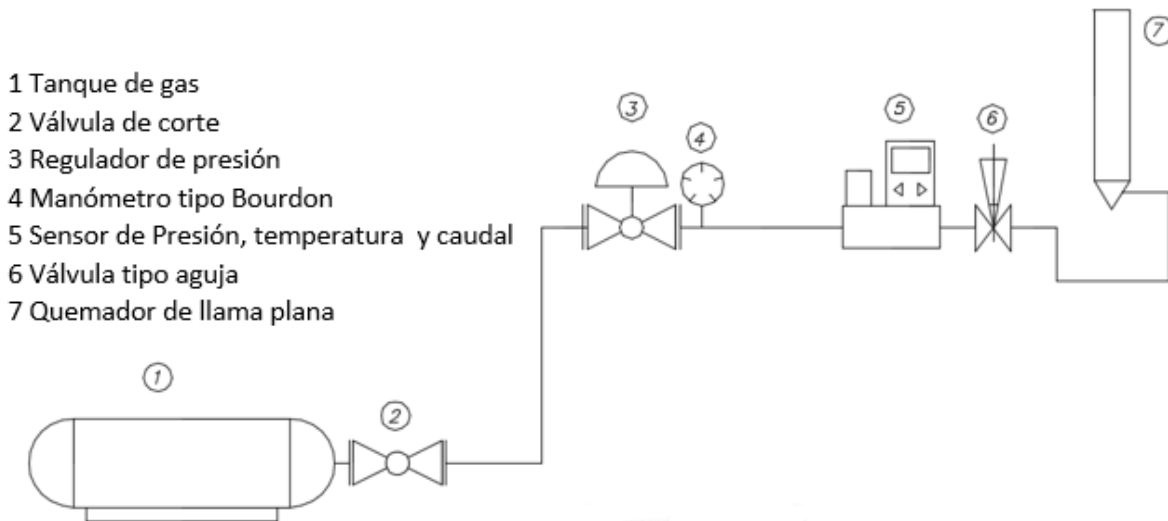 1 Tanque de gas
2 Válvula de corte
3 Regulador de presión
4 Manómetro tipo Bourdon
5 Sensor de Presión, temperatura y caudal
6 Válvula tipo aguja
7 Quemador de llama plana
1
2
3
4
5
6
7